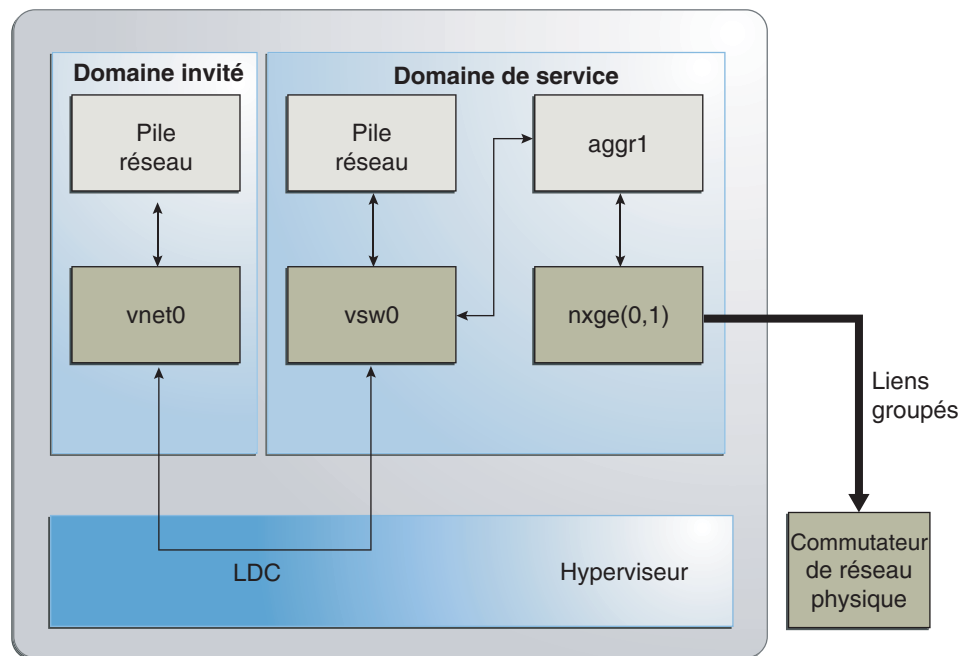 Domaine invité
Domaine de service
Pile
réseau
Pile
réseau
aggr1
vnet0
vsw0
nxge(0,1)
Liens
groupés
LDC
Hyperviseur
Commutateur
de réseau
physique